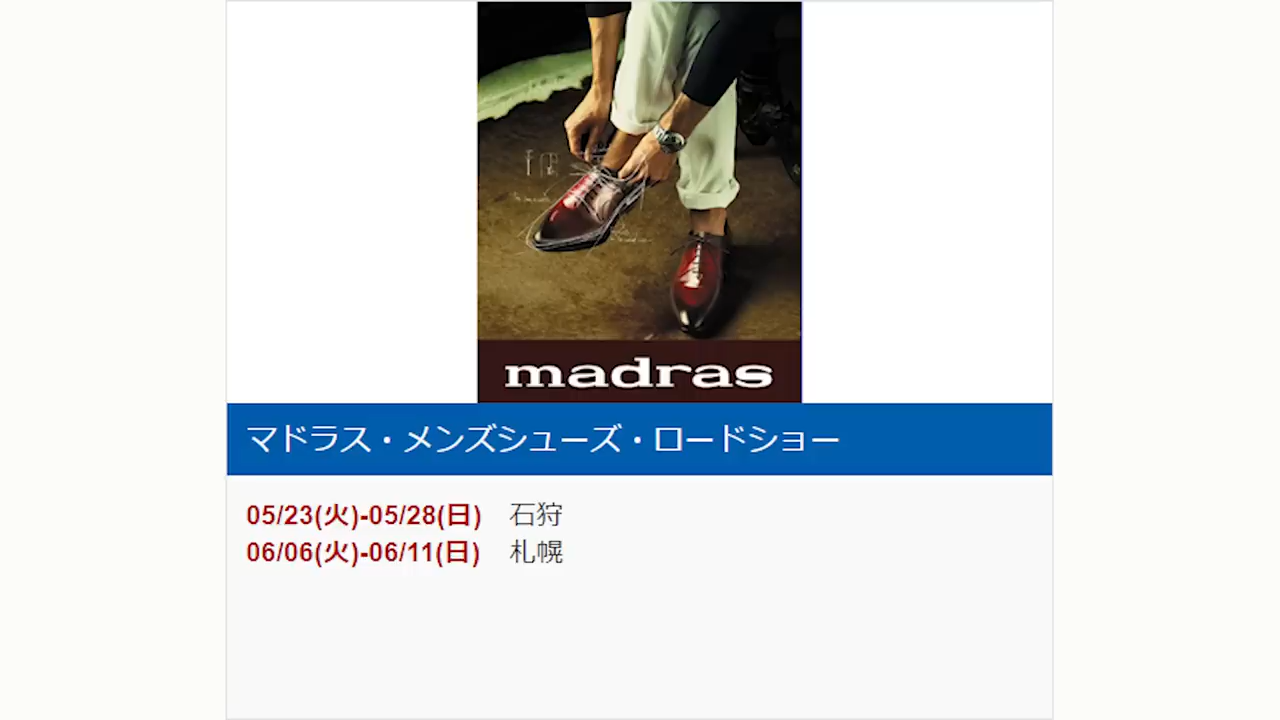 madras
マドラス・メンズシューズ・ロードショー
05/23(火)-05/28(日) 石狩
06/06(火)-06/11(日) 札幌